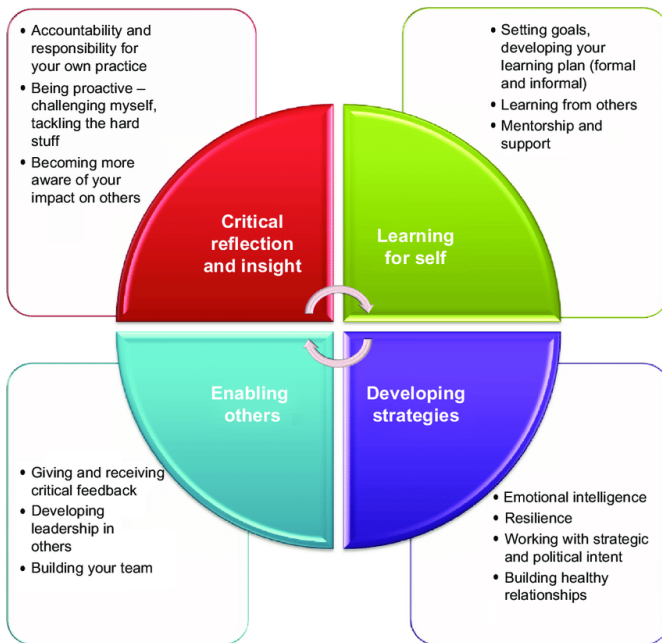 • Accountability and
responsibility for
your own practice
• Being proactive –
challenging myself,
tackling the hard
stuff
• Becoming more
aware of your
impact on others
• Setting goals,
developing your
learning plan (formal
and informal)
• Learning from others
• Mentorship and
support
Critical
reflection
and insight
Learning
for self
Enabling
others
Developing
strategies
• Giving and receiving
critical feedback
• Developing
leadership in
others
• Building your team
• Emotional intelligence
• Resilience
• Working with strategic
and political intent
• Building healthy
relationships